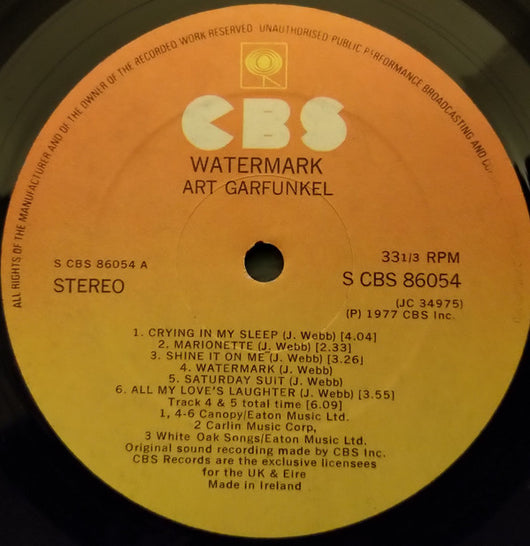 ALL RIGHTS OF THE MANUFACTURER AND OF THE OWNER OF THE RECORDED WORK RESERVED UNAUTHORISED PUBLIC PERFORMANCE BROADCASTING AND
CBS
WATERMARK
ART GARFUNKEL
S CBS 86054 A
STEREO
33 1/3 RPM
S CBS 86054
(JC 34975)
(P) 1977 CBS Inc.
1. CRYING IN MY SLEEP (J. Webb) [4.04]
2. MARIONETTE (J. Webb) [2.33]
3. SHINE IT ON ME (J. Webb) [3.26]
4. WATERMARK (J. Webb)
5. SATURDAY SUIT (J. Webb)
6. ALL MY LOVE'S LAUGHTER (J. Webb) [3.55]
Track 4 & 5 total time [6.09]
1, 4-6 Canopy/Eaton Music Ltd.
2 Carlin Music Corp,
3 White Oak Songs/Eaton Music Ltd.
Original sound recording made by CBS Inc.
CBS Records are the exclusive licensees
for the UK & Eire
Made in Ireland